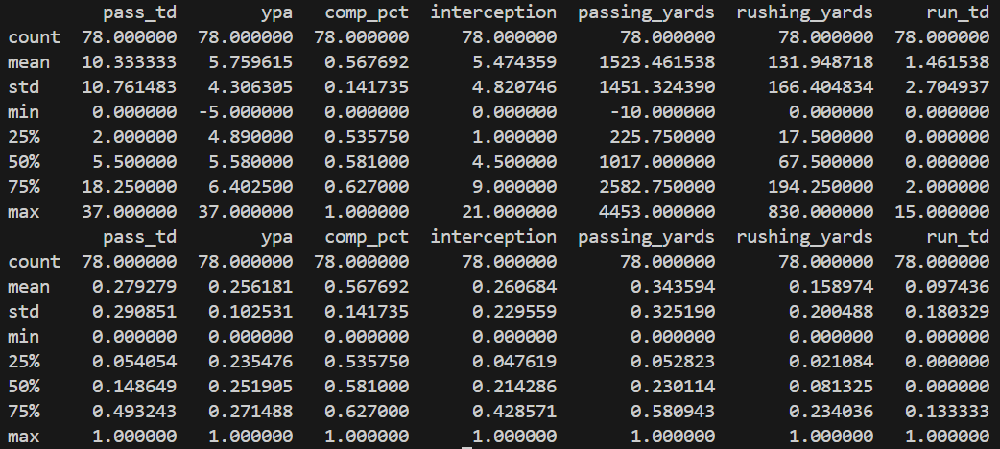 pass_td ypa comp_pct interception passing_yards rushing_yards run_td
count 78.000000 78.000000 78.000000 78.000000 78.000000 78.000000 78.000000
mean 10.333333 5.759615 0.567692 5.474359 1523.461538 131.948718 1.461538
std 10.761483 4.306305 0.141735 4.820746 1451.324390 166.404834 2.704937
min 0.000000 -5.000000 0.000000 0.000000 -10.000000 0.000000 0.000000
25% 2.000000 4.890000 0.535750 1.000000 225.750000 17.500000 0.000000
50% 5.500000 5.580000 0.581000 4.500000 1017.000000 67.500000 0.000000
75% 18.250000 6.402500 0.627000 9.000000 2582.750000 194.250000 2.000000
max 37.000000 37.000000 1.000000 21.000000 4453.000000 830.000000 15.000000
pass_td ypa comp_pct interception passing_yards rushing_yards run_td
count 78.000000 78.000000 78.000000 78.000000 78.000000 78.000000 78.000000
mean 0.279279 0.256181 0.567692 0.260684 0.343594 0.158974 0.097436
std 0.290851 0.102531 0.141735 0.229559 0.325190 0.200488 0.180329
min 0.000000 0.000000 0.000000 0.000000 0.000000 0.000000 0.000000
25% 0.054054 0.235476 0.535750 0.047619 0.052823 0.021084 0.000000
50% 0.148649 0.251905 0.581000 0.214286 0.230114 0.081325 0.000000
75% 0.493243 0.271488 0.627000 0.428571 0.580943 0.234036 0.133333
max 1.000000 1.000000 1.000000 1.000000 1.000000 1.000000 1.000000